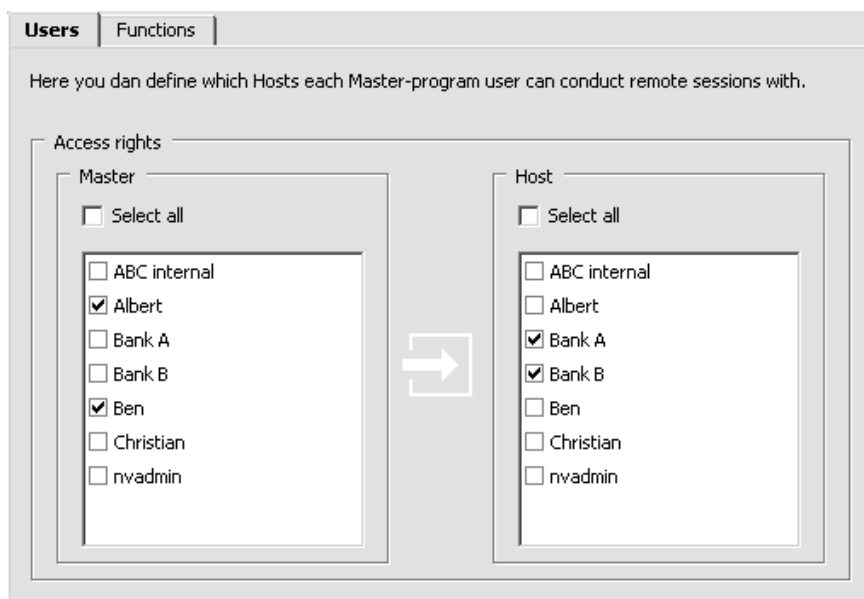 Users Functions
Here you dan define which Hosts each Master-program user can conduct remote sessions with.
Access rights
Master
Select all
ABC internal
Albert
Bank A
Bank B
Ben
Christian
nvadmin
Host
Select all
ABC internal
Albert
Bank A
Bank B
Ben
Christian
nvadmin